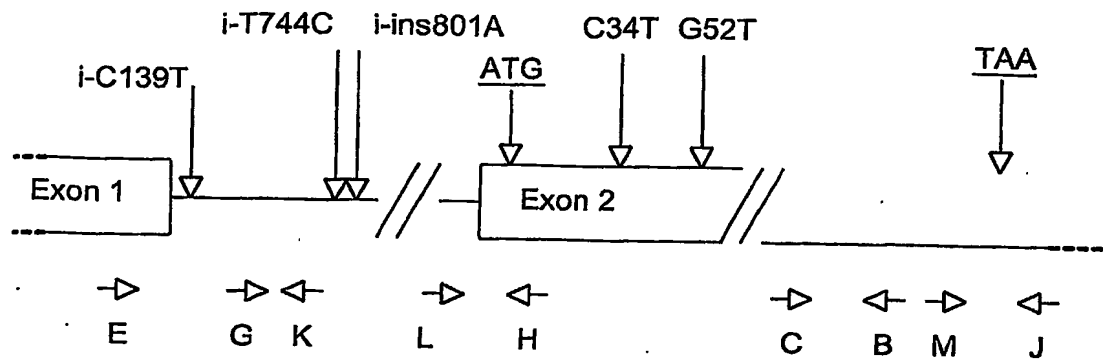 i-T744C i-ins801A C34T G52T
i-C139T ATG TAA
Exon 1 Exon 2
E G K L H C B M J